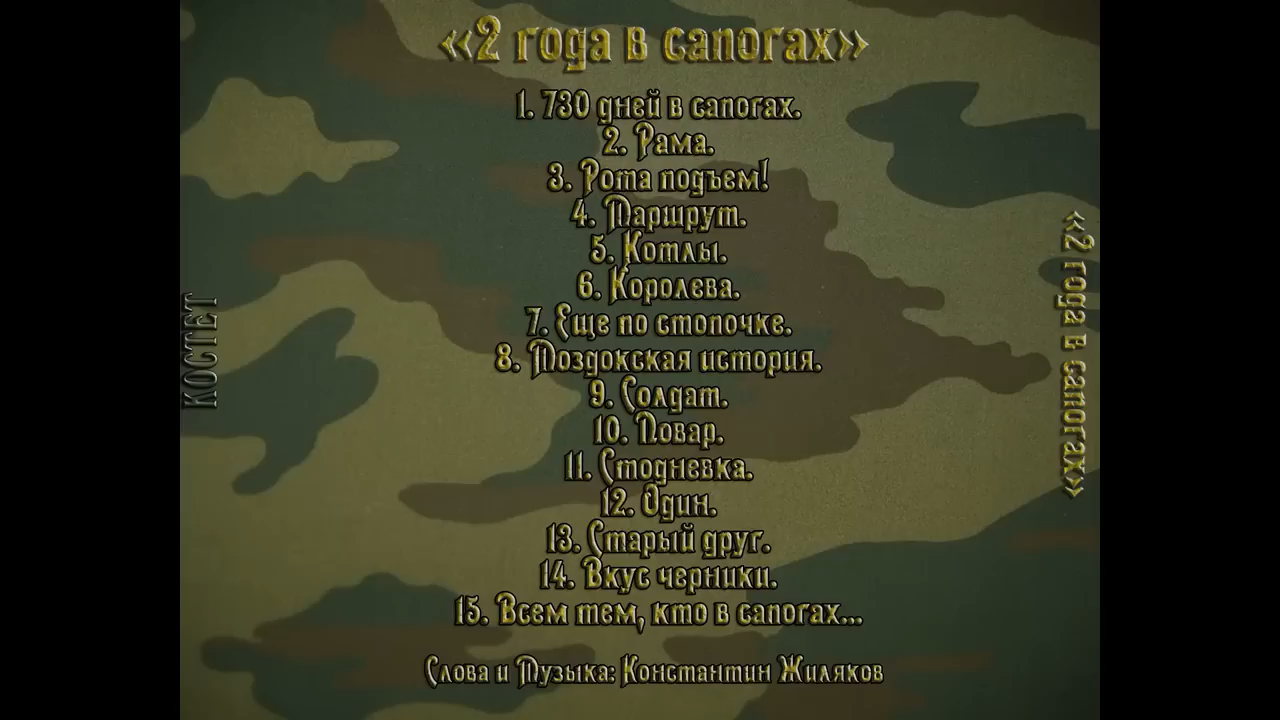 «2 года в сапогах»
1. 730 дней в сапогах.
2. Рама.
3. Рота подъем!
4. Маршрут.
5. Котлы.
6. Королева.
7. Еще по стопочке.
8. Моздокская история.
9. Солдат.
10. Повар.
11. Стодневка.
12. Один.
13. Старый друг.
14. Вкус черники.
15. Всем тем, кто в сапогах...
Слова и Музыка: Константин Жиляков
КОСТЕТ
«2 года в сапогах»